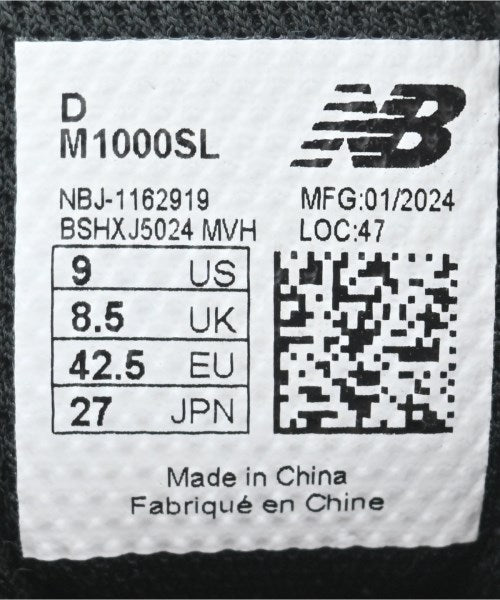 D
M1000SL
NB
NBJ-1162919
MFG:01/2024
BSHXJ5024 MVH
LOC:47
9 US
8.5 UK
42.5 EU
27 JPN
Made in China
Fabriqué en Chine